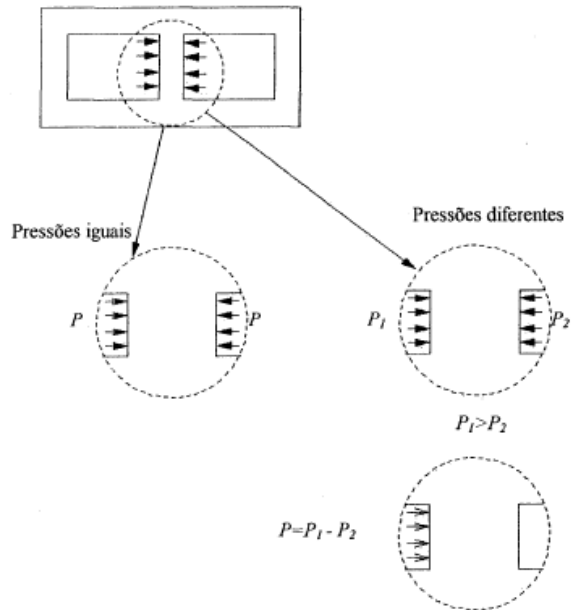 Pressões iguais
Pressões diferentes
P
P
P₁
P₂
P₁>P₂
P=P₁ - P₂